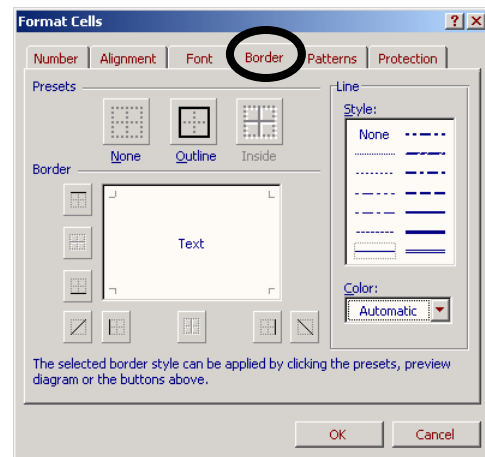 Format Cells
Number Alignment Font Border Patterns Protection
Presets
None Outline Inside
Border
Text
Line
Style:
None
Color:
Automatic
The selected border style can be applied by clicking the presets, preview
diagram or the buttons above.
OK Cancel